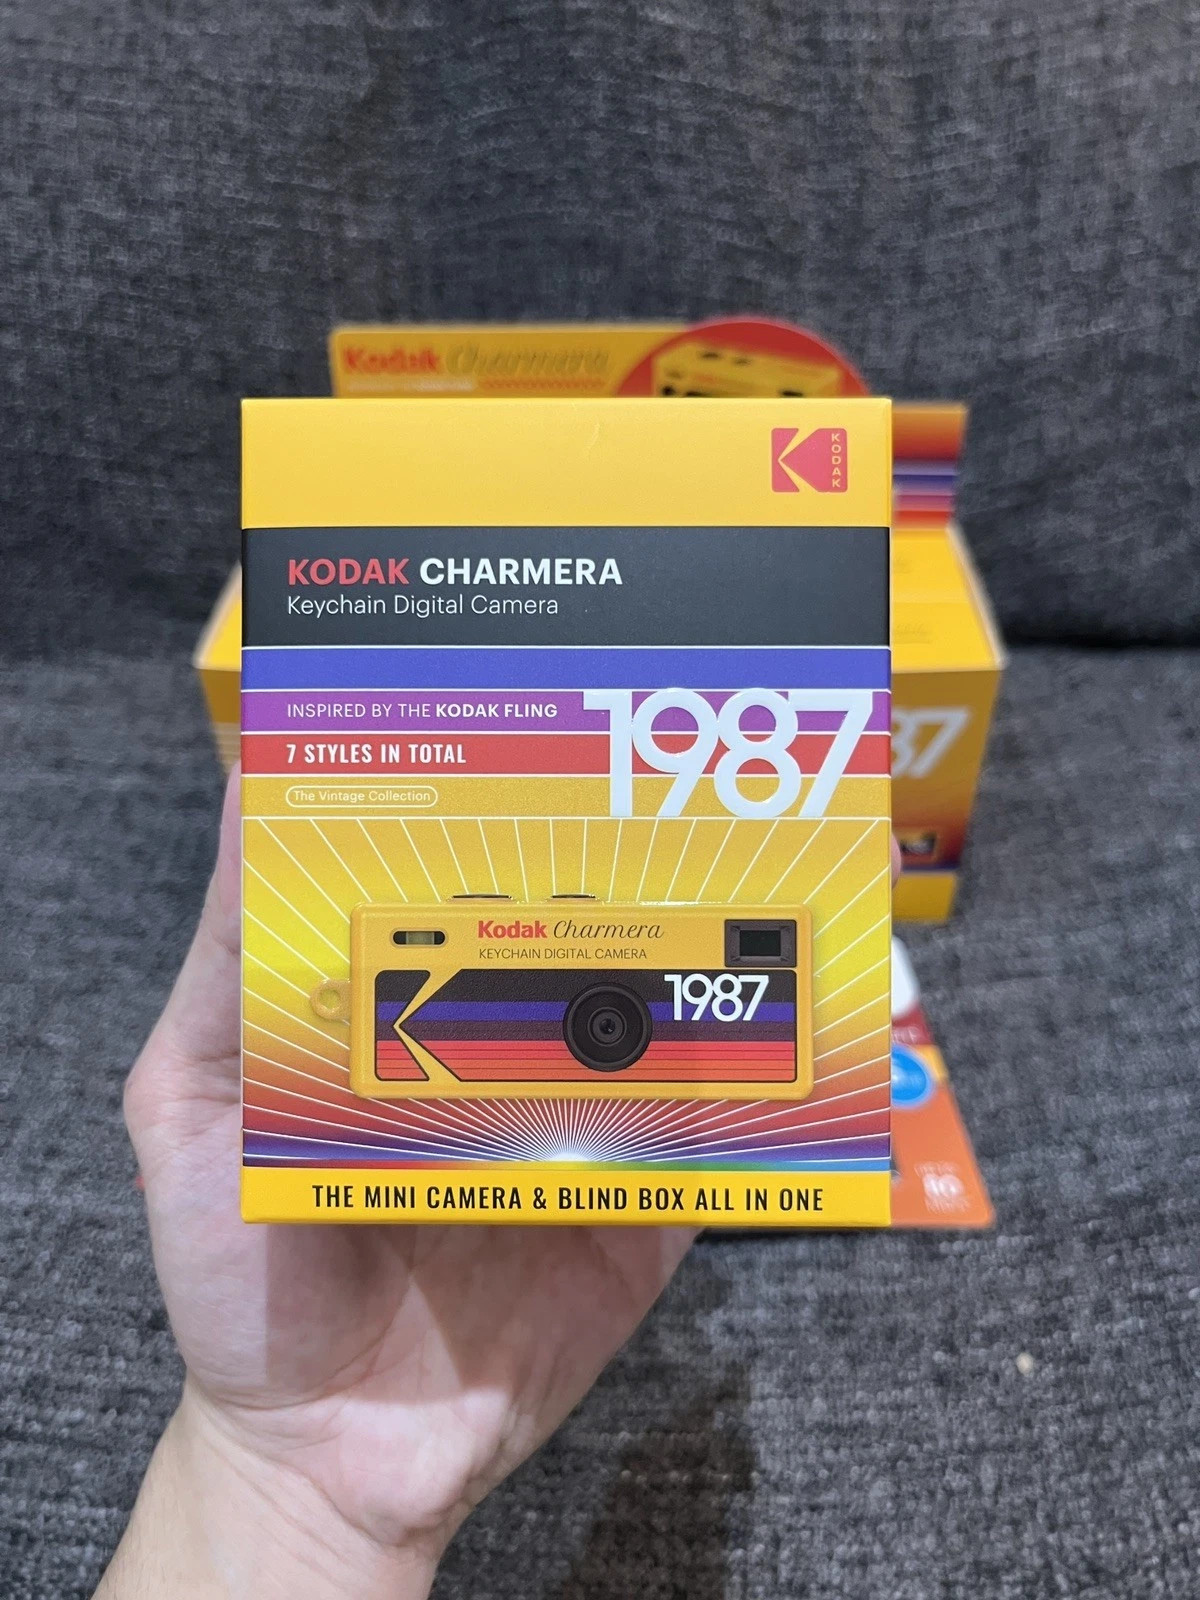 Kodak Charmera
KODAK
KODAK CHARMERA
Keychain Digital Camera
INSPIRED BY THE KODAK FLING
1987
7 STYLES IN TOTAL
The Vintage Collection
87
Kodak Charmera
KEYCHAIN DIGITAL CAMERA
1987
THE MINI CAMERA & BLIND BOX ALL IN ONE